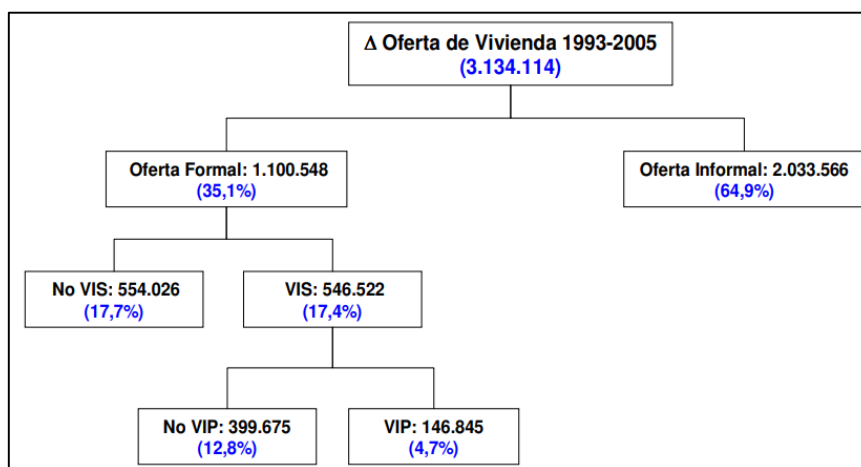 Δ Oferta de Vivienda 1993-2005
(3.134.114)
Oferta Formal: 1.100.548
(35,1%)
Oferta Informal: 2.033.566
(64,9%)
No VIS: 554.026
(17,7%)
VIS: 546.522
(17,4%)
No VIP: 399.675
(12,8%)
VIP: 146.845
(4,7%)